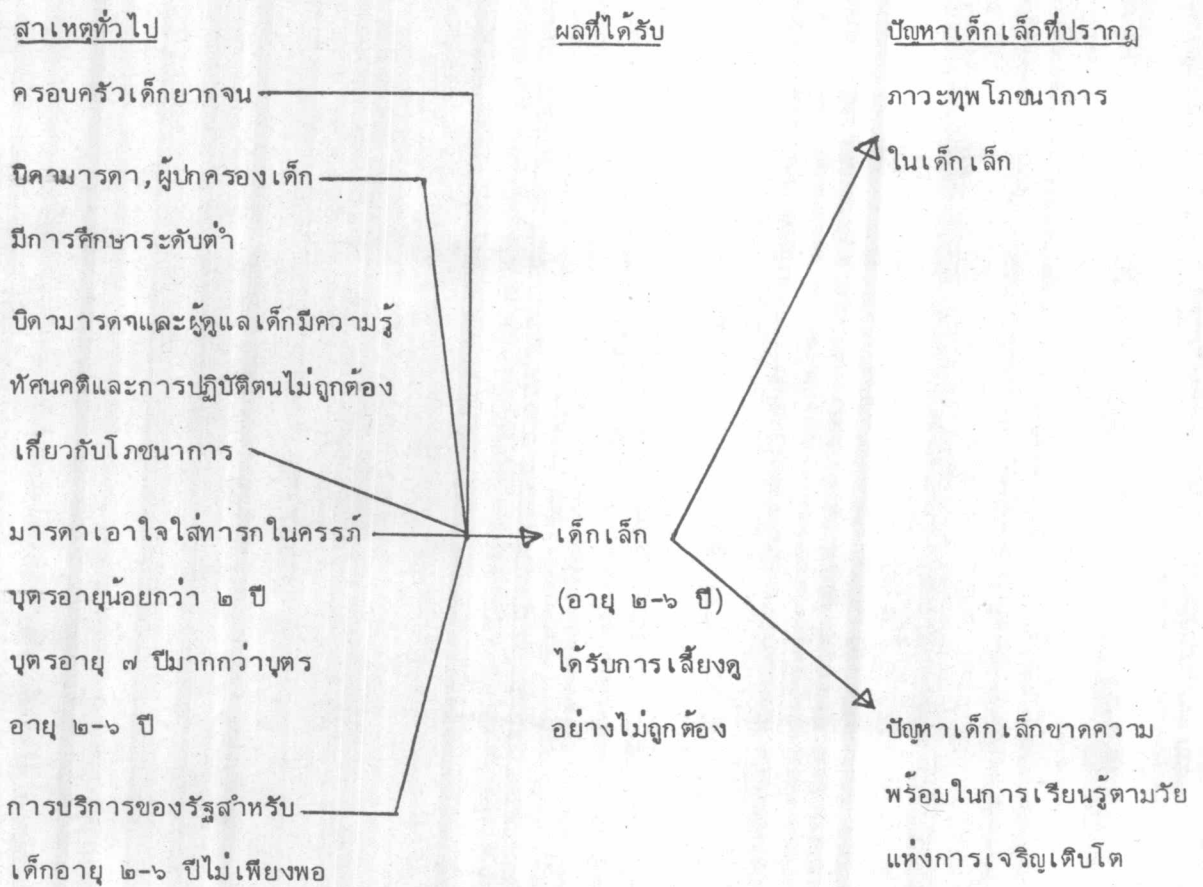 สาเหตุทั่วไป
ครอบครัวเด็กยากจน
บิดามารดา,ผู้ปกครองเด็ก
มีการศึกษาระดับต่ำ
บิดามารดาและผู้ดูแลเด็กมีความรู้
ทัศนคติและการปฏิบัติตนไม่ถูกต้อง
เกี่ยวกับโภชนาการ
มารดาเอาใจใส่ทารกในครรภ์
บุตรอายุน้อยกว่า ๒ ปี
บุตรอายุ ๗ ปีมากกว่าบุตร
อายุ ๒-๖ ปี
การบริการของรัฐสำหรับ
เด็กอายุ ๒-๖ ปีไม่เพียงพอ
ผลที่ได้รับ
เด็กเล็ก
(อายุ ๒-๖ ปี)
ได้รับการเลี้ยงดู
อย่างไม่ถูกต้อง
ปัญหาเด็กเล็กที่ปรากฎ
ภาวะทุพโภชนาการ
ในเด็กเล็ก
ปัญหาเด็กเล็กขาดความ
พร้อมในการเรียนรู้ตามวัย
แห่งการเจริญเติบโต